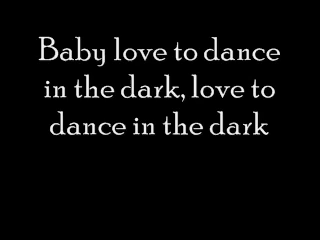 Baby love to dance
in the dark, love to
dance in the dark